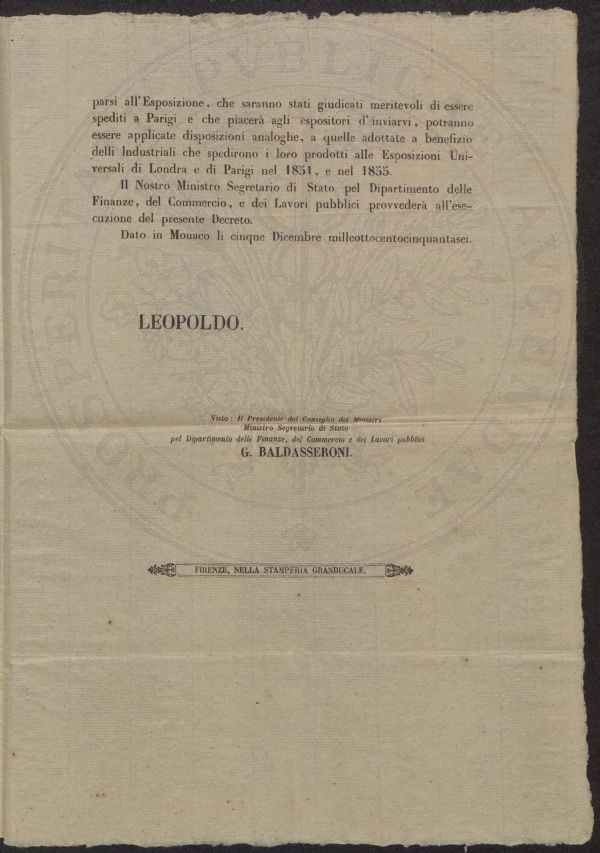 parsi all'Esposizione, che saranno stati giudicati meritevoli di essere
spediti a Parigi e che piacerà agli espositori d'inviarvi, potranno
essere applicate disposizioni analoghe, a quelle adottate a benefizio
delli Industriali che spedirono i loro prodotti alle Esposizioni Uni-
versali di Londra e di Parigi nel 1851, e nel 1855.
Il Nostro Ministro Segretario di Stato pel Dipartimento delle
Finanze, del Commercio, e dei Lavori pubblici provvederà all'ese-
cuzione del presente Decreto.
Dato in Monaco li cinque Dicembre milleottocentocinquantasei.
LEOPOLDO.
Visto: Il Presidente del Consiglio dei Ministri
Ministro Segretario di Stato
pel Dipartimento delle Finanze, del Commercio e dei Lavori pubblici
G. BALDASSERONI.
FIRENZE, NELLA STAMPERIA GRANDUCALE.